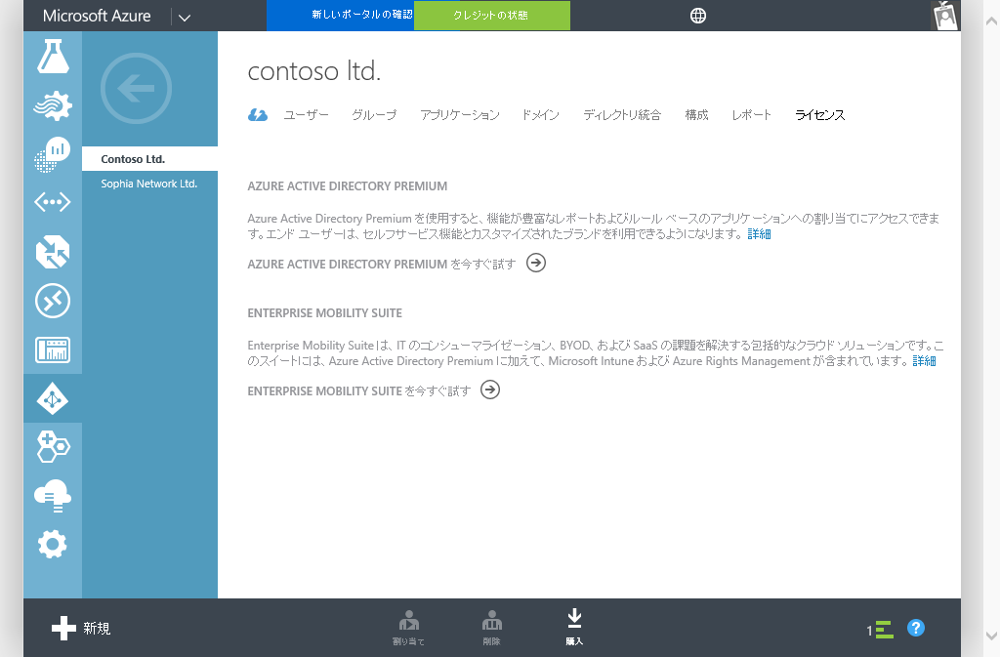 Microsoft Azure
新しいポータルの確認
クレジットの状態
contoso ltd.
ユーザー グループ アプリケーション ドメイン ディレクトリ統合 構成 レポート ライセンス
Contoso Ltd.
Sophia Network Ltd.
AZURE ACTIVE DIRECTORY PREMIUM
Azure Active Directory Premium を使用すると、機能が豊富なレポートおよびルール ベースのアプリケーションへの割り当てにアクセスできま
す。エンド ユーザーは、セルフサービス機能とカスタマイズされたブランドを利用できるようになります。 詳細
AZURE ACTIVE DIRECTORY PREMIUM を今すぐ試す
ENTERPRISE MOBILITY SUITE
Enterprise Mobility Suite は、IT のコンシューマライゼーション、BYOD、および SaaS の課題を解決する包括的なクラウド ソリューションです。こ
のスイートには、Azure Active Directory Premium に加えて、Microsoft Intune および Azure Rights Management が含まれています。 詳細
ENTERPRISE MOBILITY SUITE を今すぐ試す
新規
割り当て
削除
購入
1
?